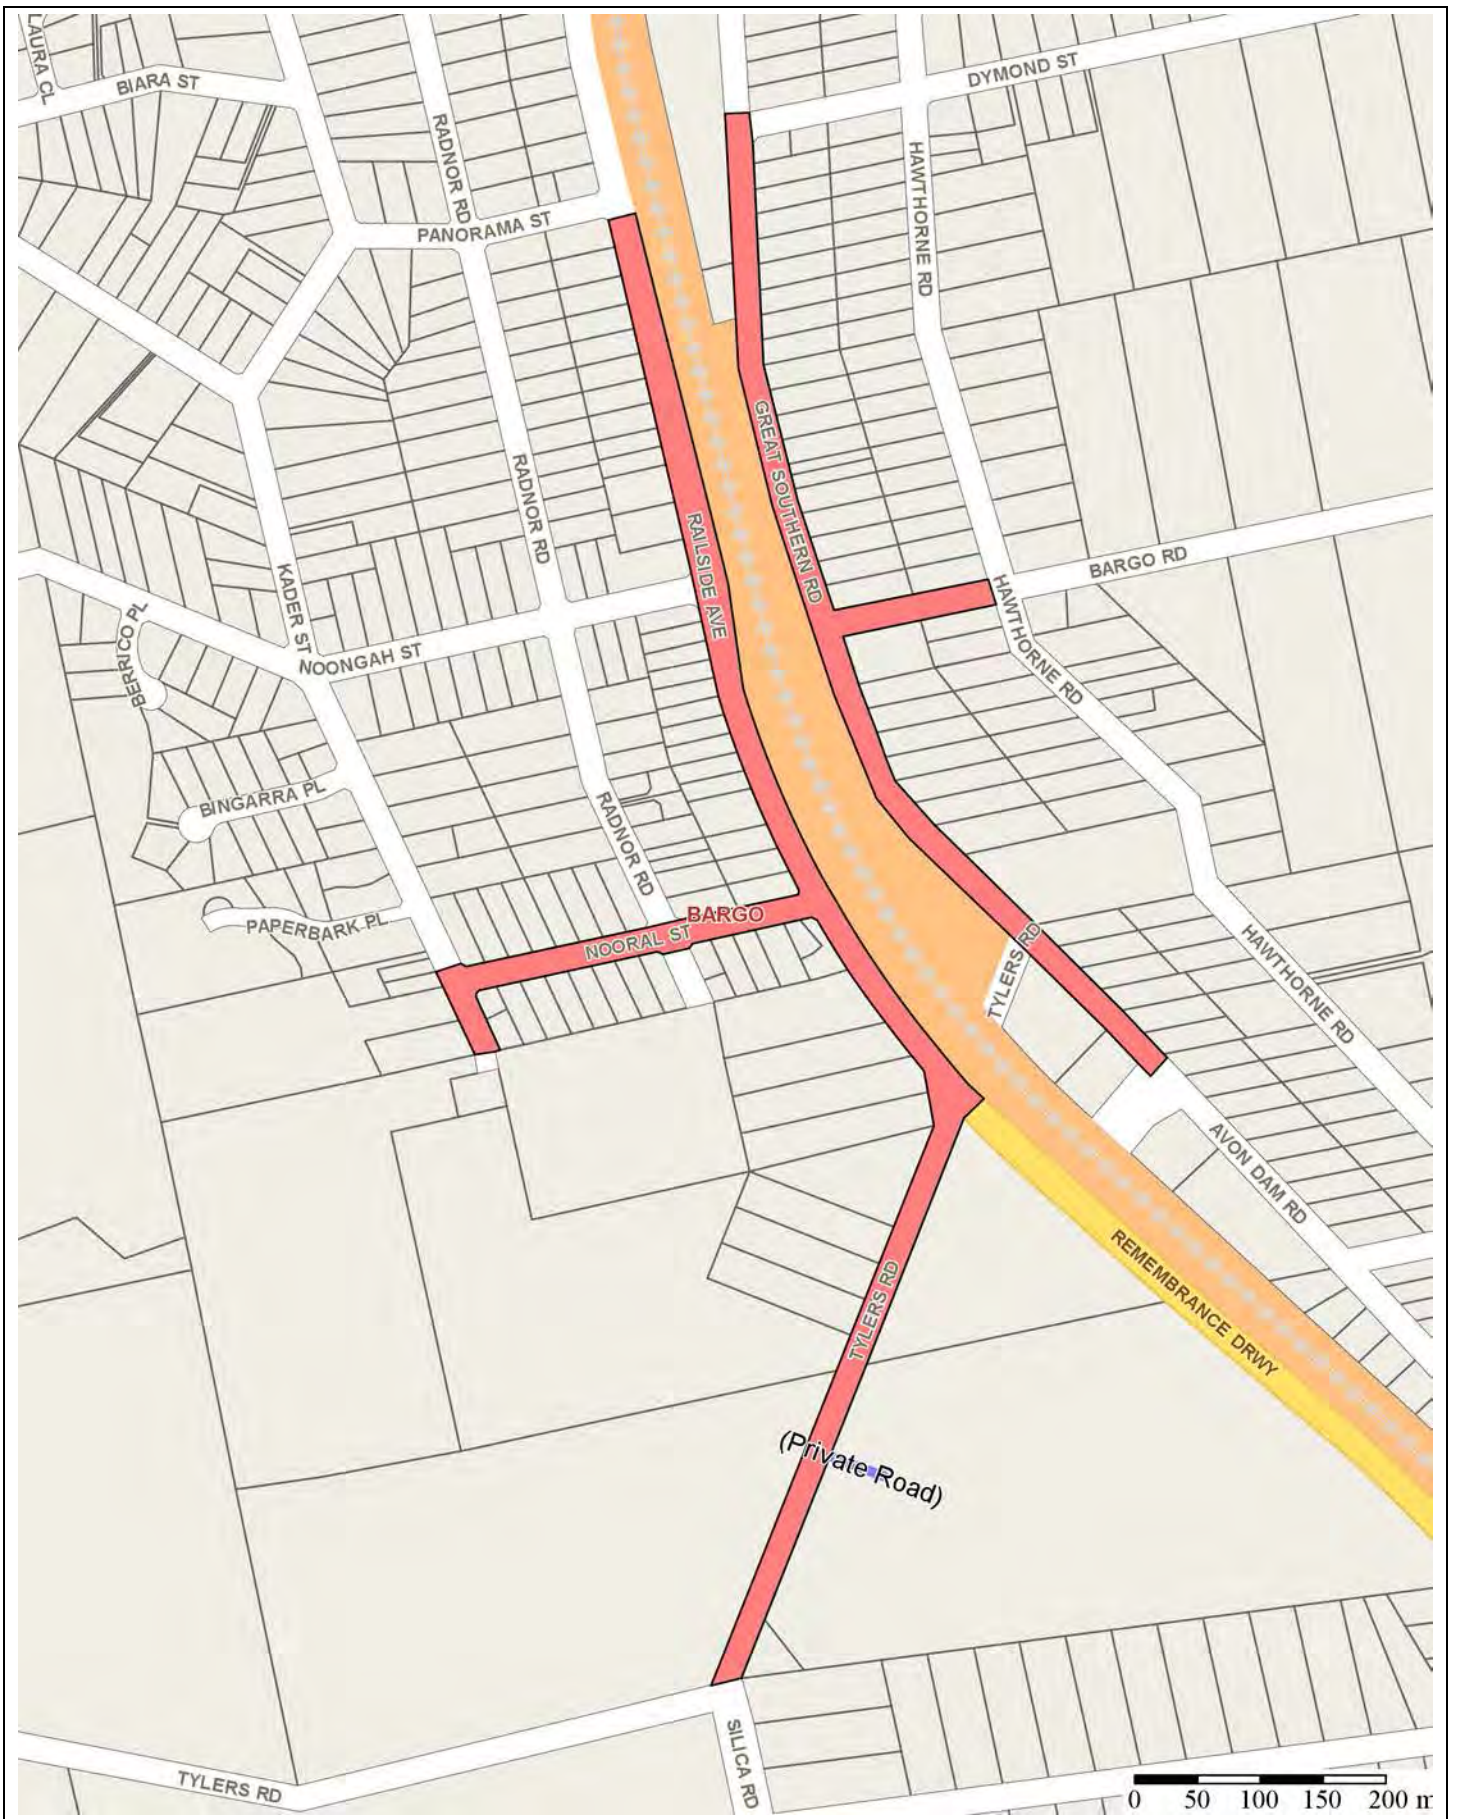 LAURA CL
BIARA ST
RADNOR RD
DYMOND ST
HAWTHORNE RD
PANORAMA ST
GREAT SOUTHERN RD
RADNOR RD
RAILSIDE AVE
BARGO RD
KADER ST
HAWTHORNE RD
BERRICO PL
NOONGAH ST
BINGARRA PL
RADNOR RD
BARGO
PAPERBARK PL
NOORAL ST
TYLERS RD
HAWTHORNE RD
AVON DAM RD
REMEMBRANCE DRWY
TYLERS RD
(Private Road)
SILICA RD
TYLERS RD
0 50 100 150 200 m